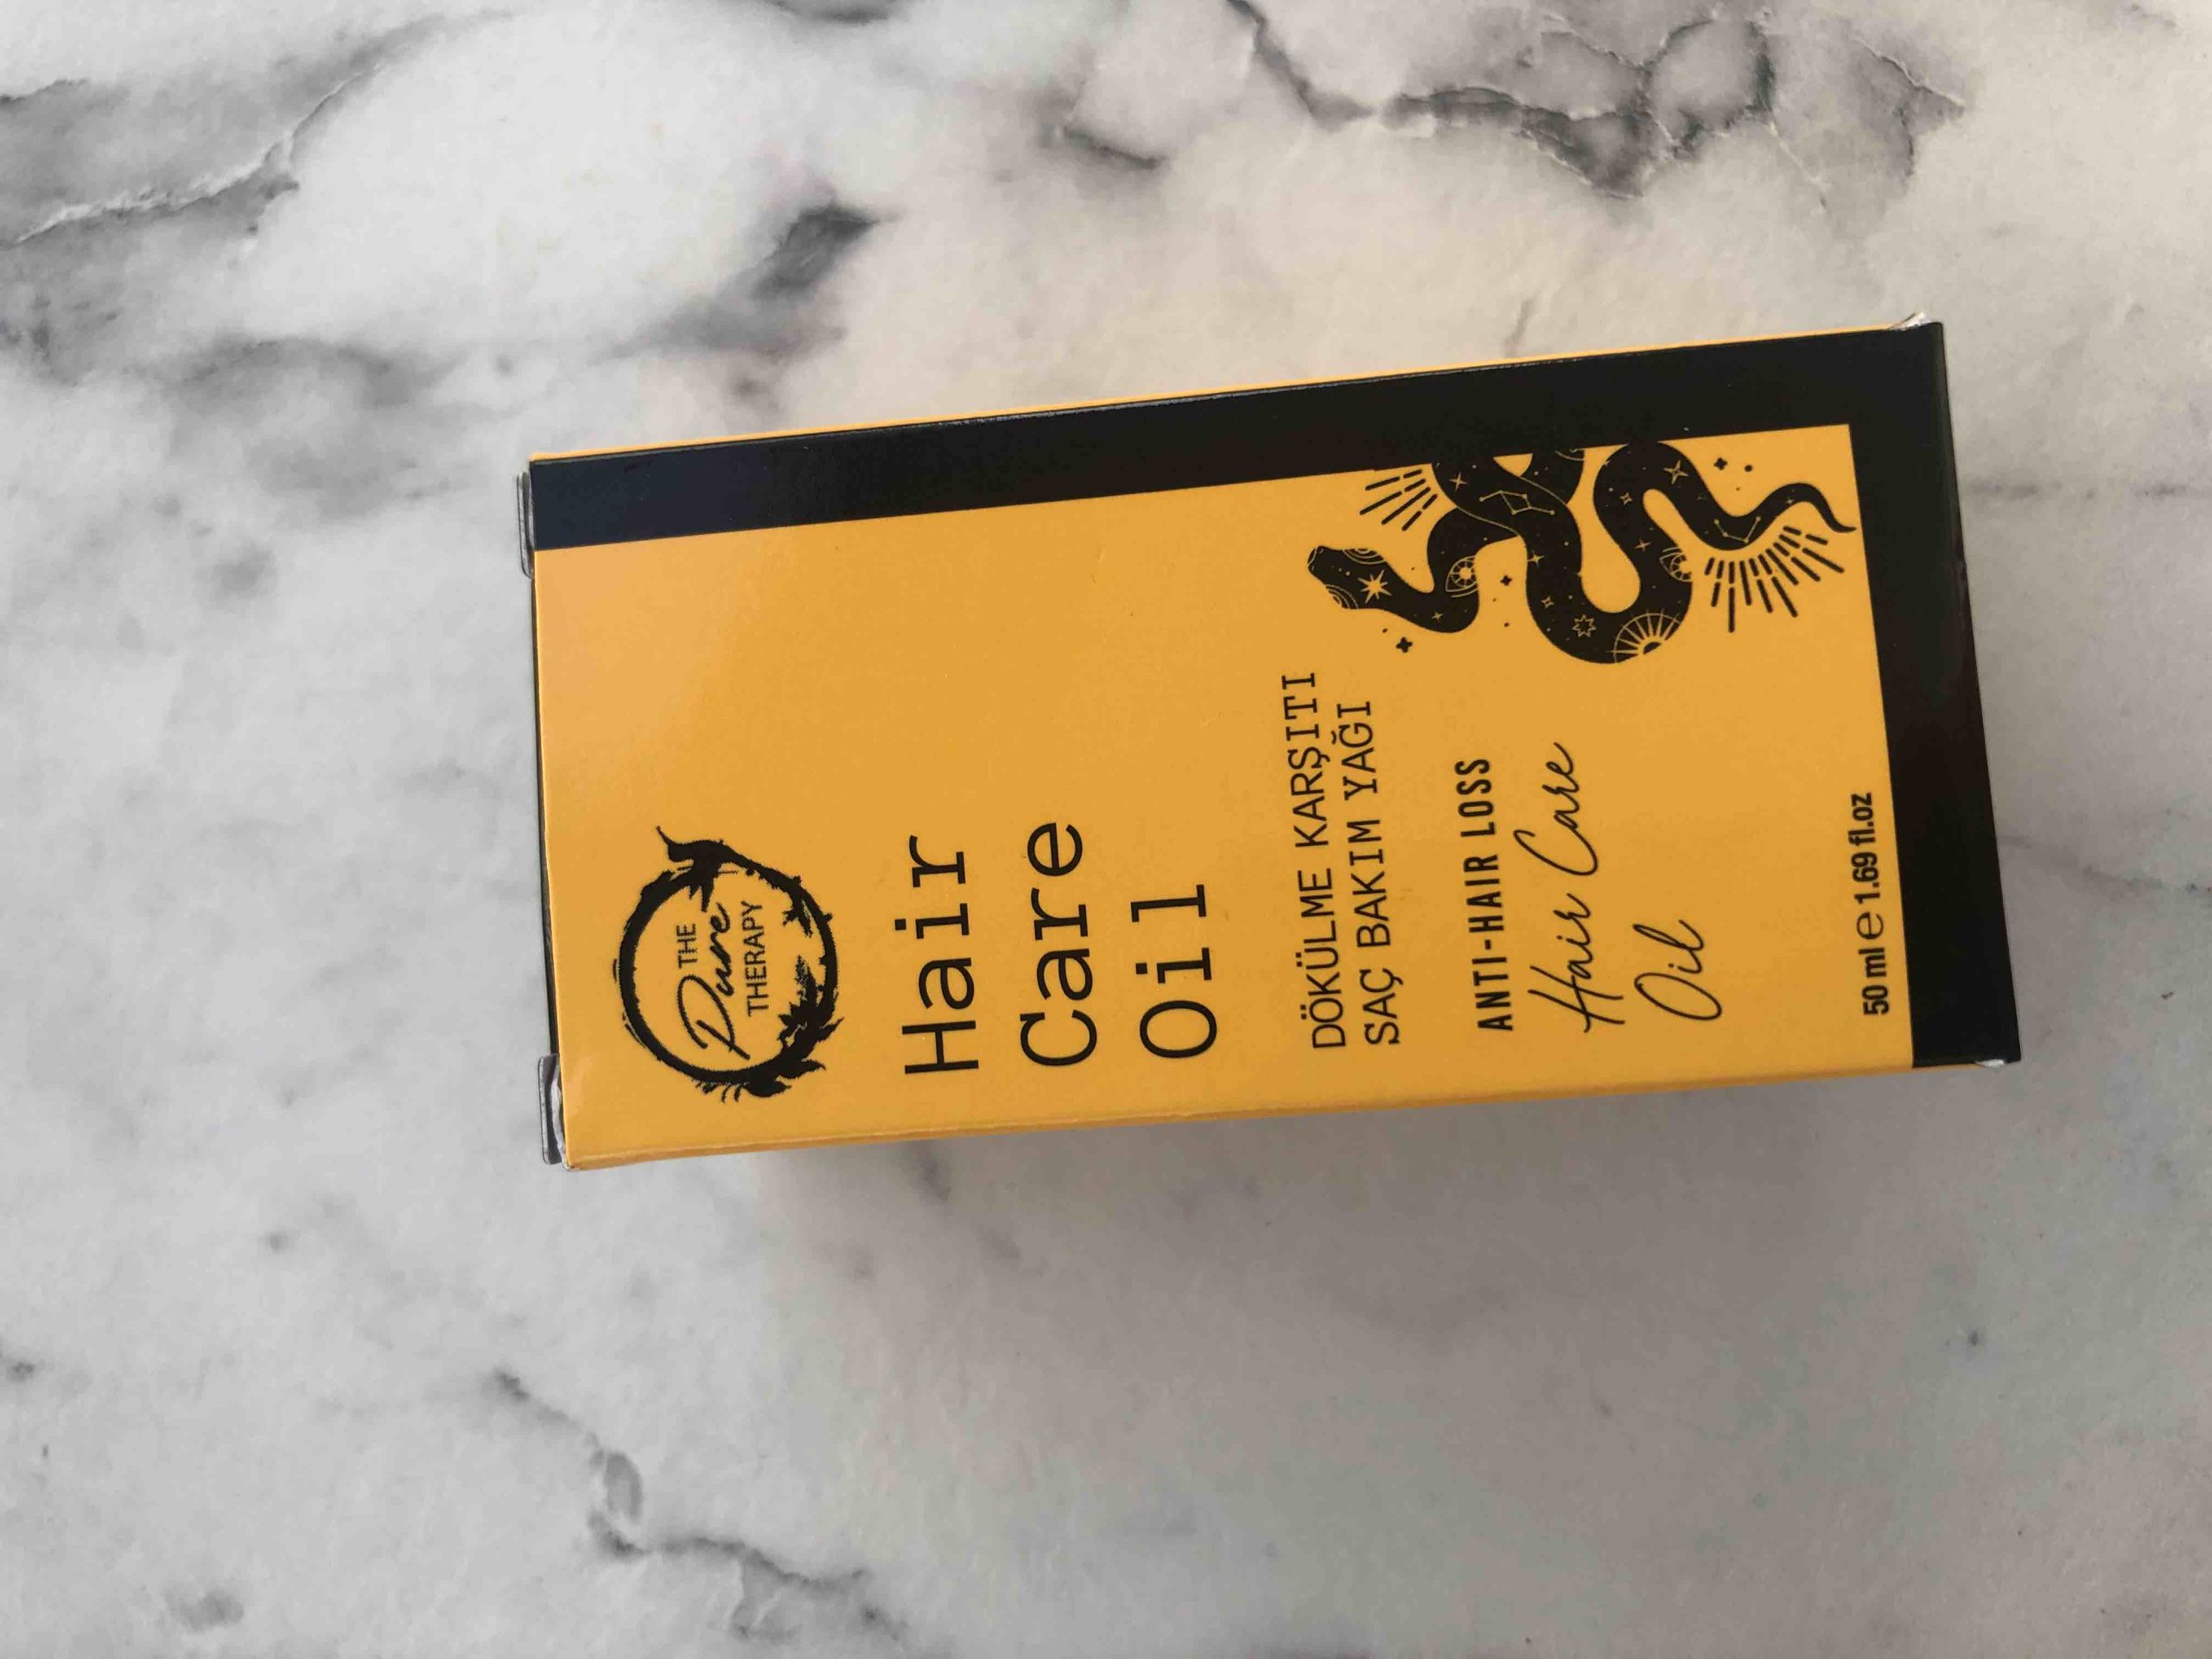 THE
Pure
THERAPY
Hair
Care
Oil
DÖKÜLME KARŞITI
SAÇ BAKIM YAĞI
ANTI-HAIR LOSS
Hair Care
Oil
50 ml e 1.69 fl.oz